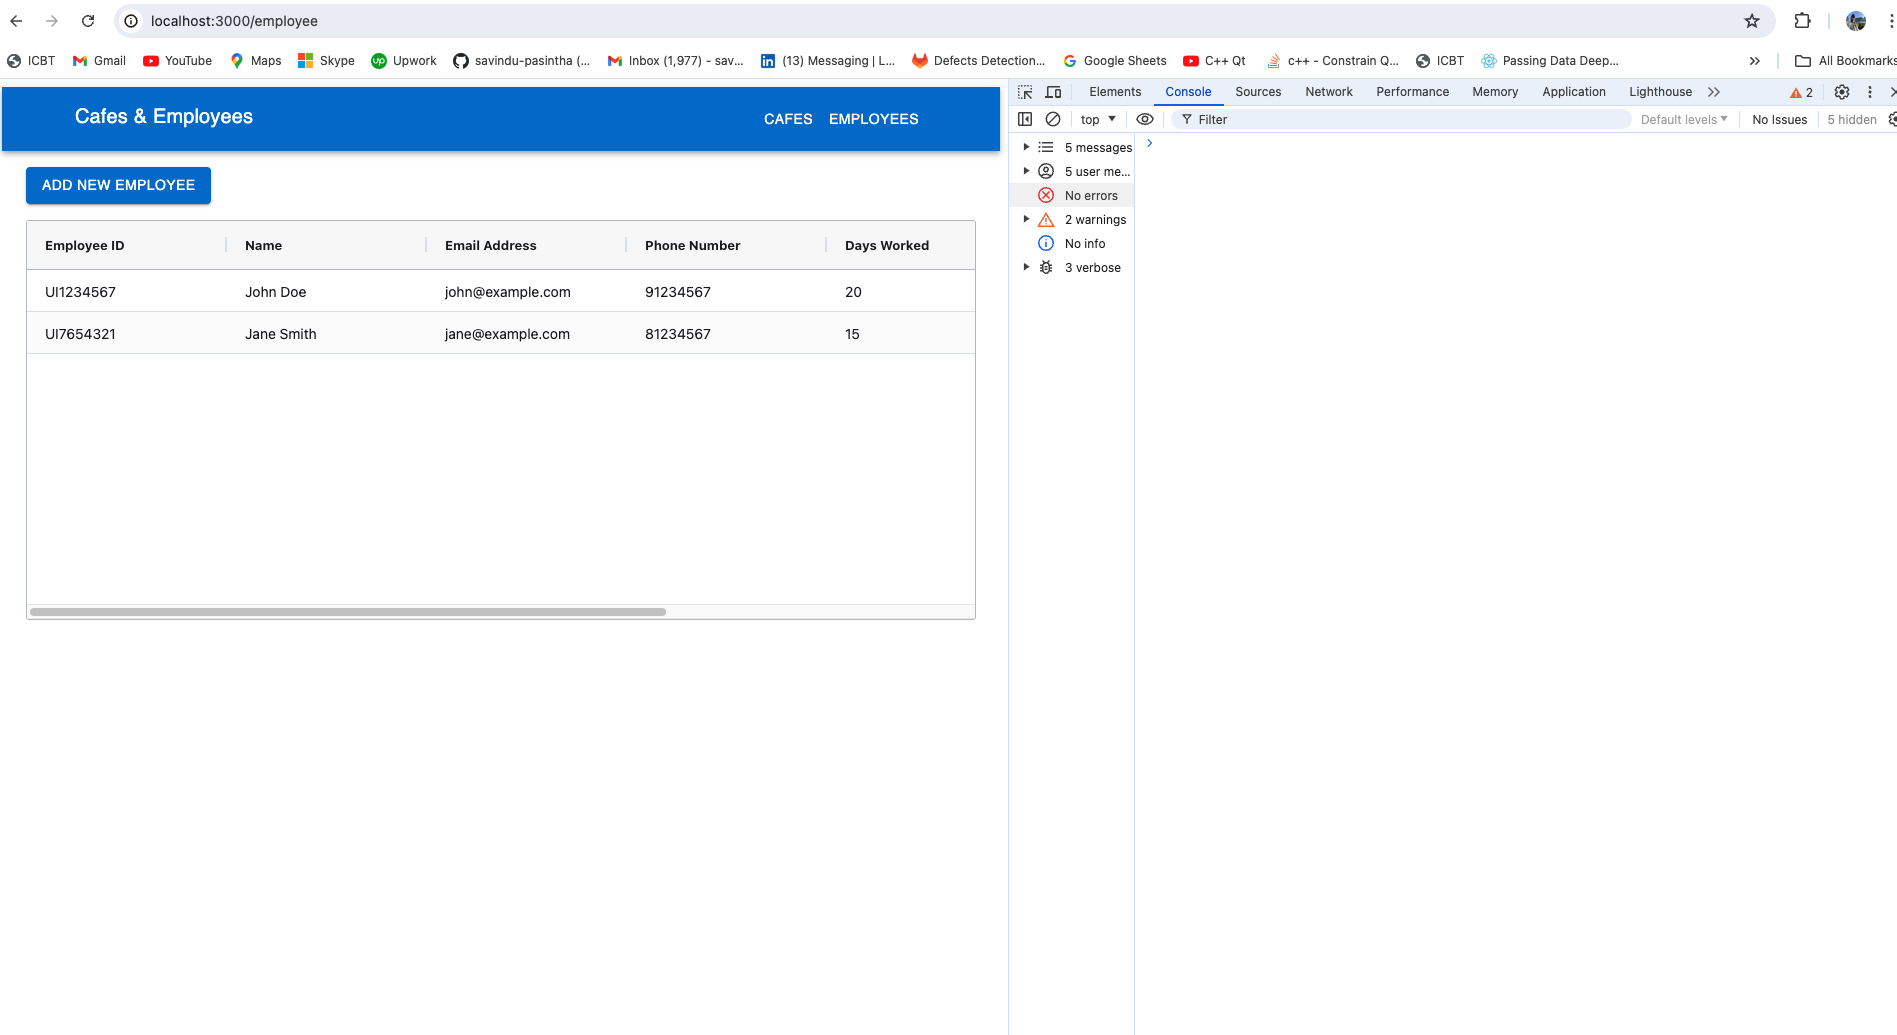 localhost:3000/employee
ICBT Gmail YouTube Maps Skype Upwork savindu-pasintha (... Inbox (1,977) - sav... (13) Messaging | L... Defects Detection... Google Sheets C++ Qt c++ - Constrain Q... ICBT Passing Data Deep... » All Bookmarks
Cafes & Employees CAFES EMPLOYEES
ADD NEW EMPLOYEE
Employee ID Name Email Address Phone Number Days Worked
UI1234567 John Doe john@example.com 91234567 20
UI7654321 Jane Smith jane@example.com 81234567 15
Elements Console Sources Network Performance Memory Application Lighthouse 2
top Filter Default levels No Issues 5 hidden
5 messages
5 user me...
No errors
2 warnings
No info
3 verbose